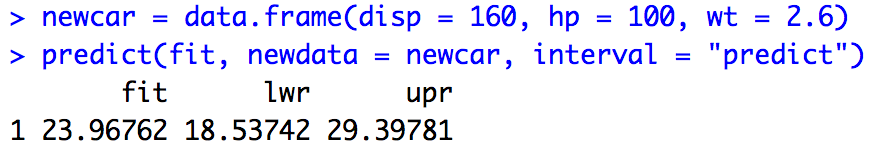 > newcar = data.frame(disp = 160, hp = 100, wt = 2.6)
> predict(fit, newdata = newcar, interval = "predict")
fit lwr upr
1 23.96762 18.53742 29.39781